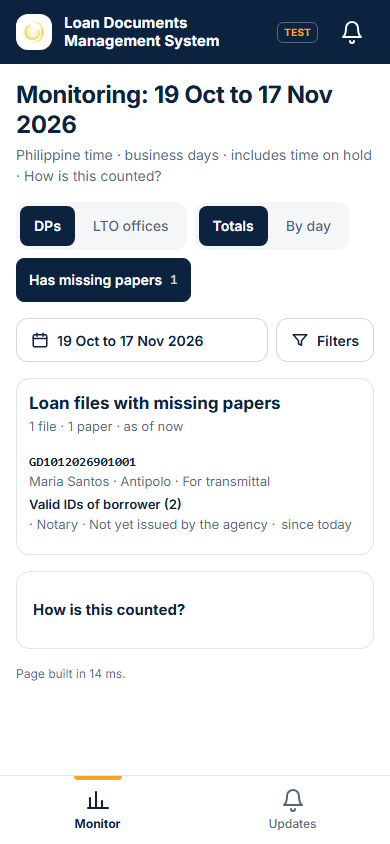 Loan Documents
Management System
TEST
Monitoring: 19 Oct to 17 Nov
2026
Philippine time · business days · includes time on hold
· How is this counted?
DPs
LTO offices
Totals
By day
Has missing papers 1
19 Oct to 17 Nov 2026
Filters
Loan files with missing papers
1 file · 1 paper · as of now
GD1012026901001
Maria Santos · Antipolo · For transmittal
Valid IDs of borrower (2)
· Notary · Not yet issued by the agency · since today
How is this counted?
Page built in 14 ms.
Monitor
Updates